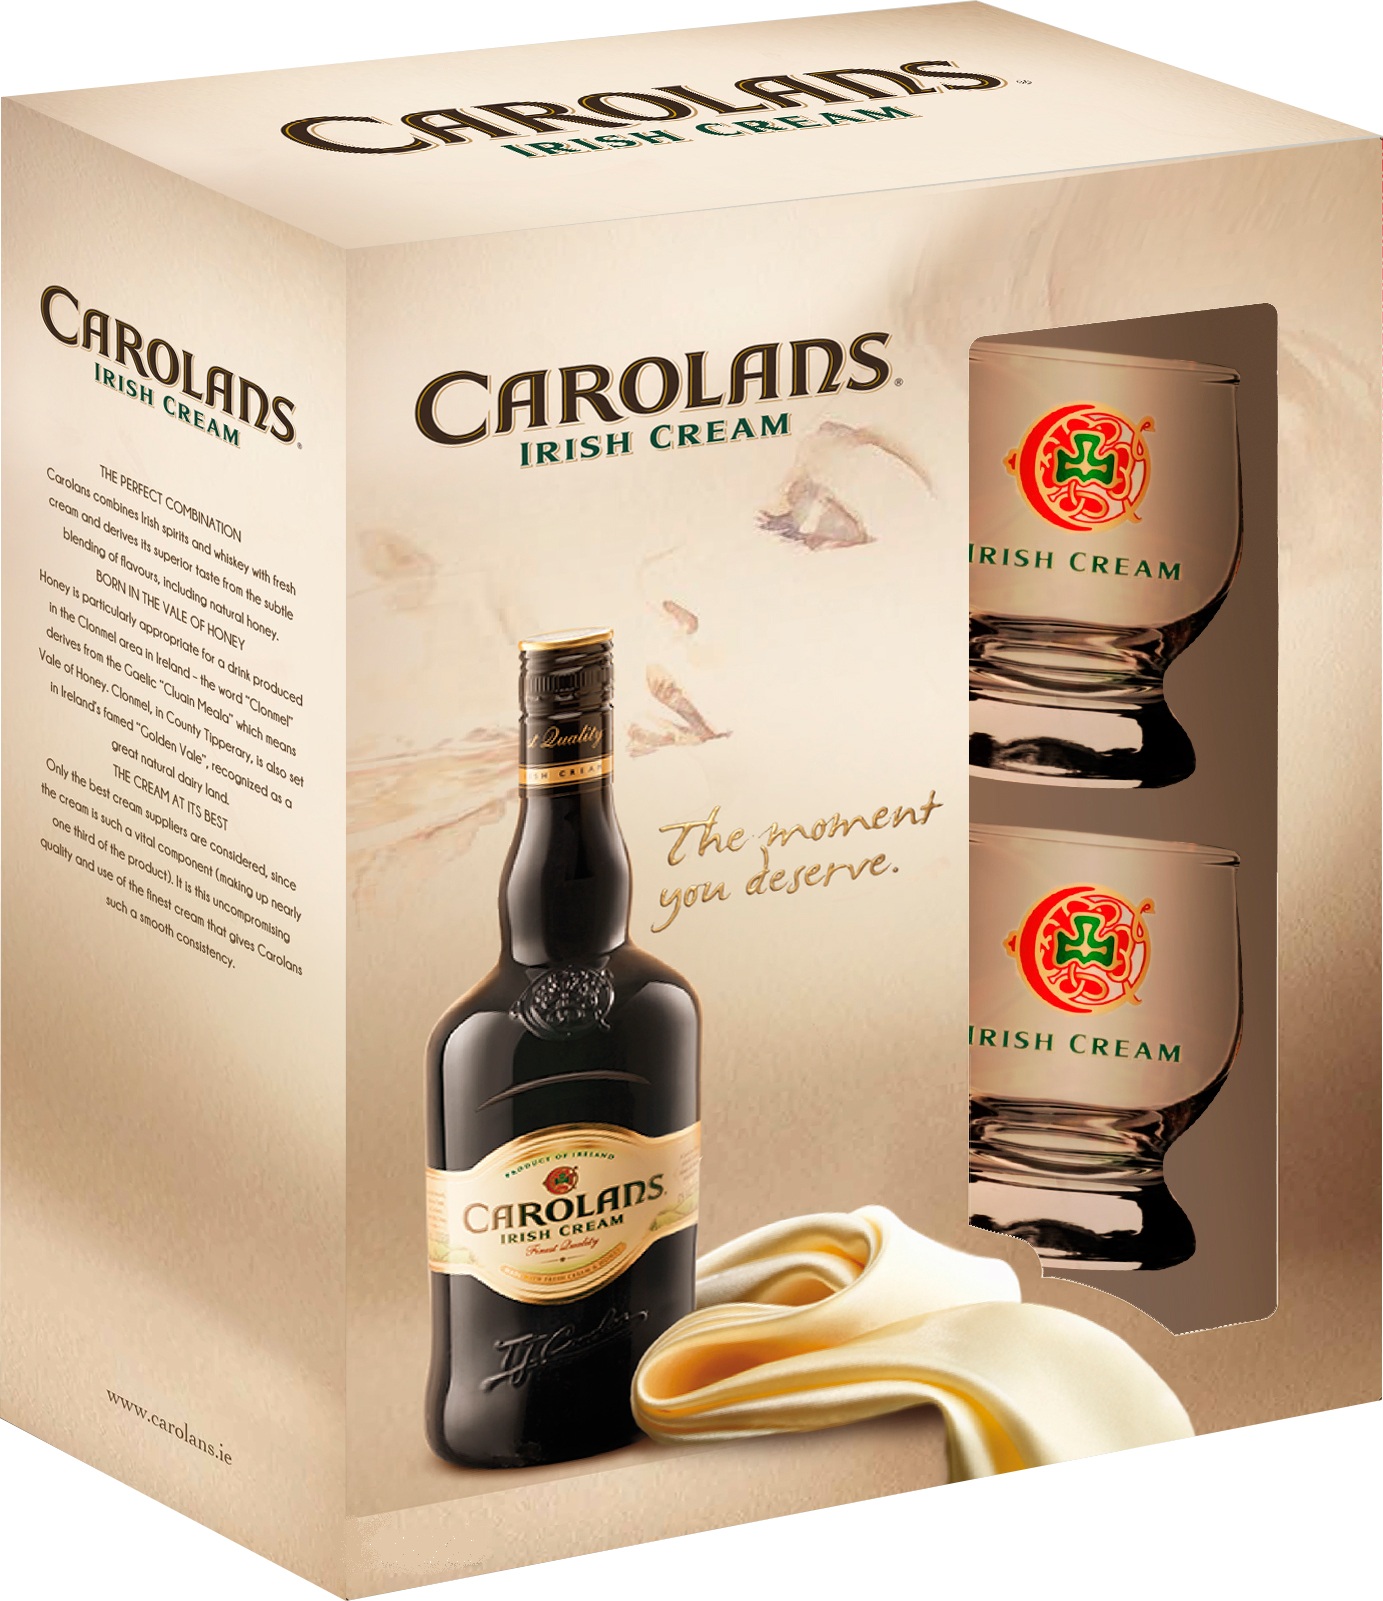 CAROLANS
IRISH CREAM
CAROLANS®
IRISH CREAM
THE PERFECT COMBINATION
Carolans combines Irish spirits and whiskey with fresh
cream and derives its superior taste from the subtle
blending of flavours, including natural honey.
BORN IN THE VALE OF HONEY
Honey is particularly appropriate for a drink produced
in the Clonmel area in Ireland - the word "Clonmel"
derives from the Gaelic "Cluain Meala" which means
Vale of Honey. Clonmel, in County Tipperary, is also set
in Ireland's famed "Golden Vale", recognized as a
great natural dairy land.
THE CREAM AT ITS BEST
Only the best cream suppliers are considered, since
the cream is such a vital component (making up nearly
one third of the product). It is this uncompromising
quality and use of the finest cream that gives Carolans
such a smooth consistency.
www.carolans.ie
CAROLANS®
IRISH CREAM
The moment
you deserve.
t Quality
ISH CREA
PRODUCT OF IRELAND
CAROLANS
IRISH CREAM
Finest Quality
IRISH CREAM
IRISH CREAM